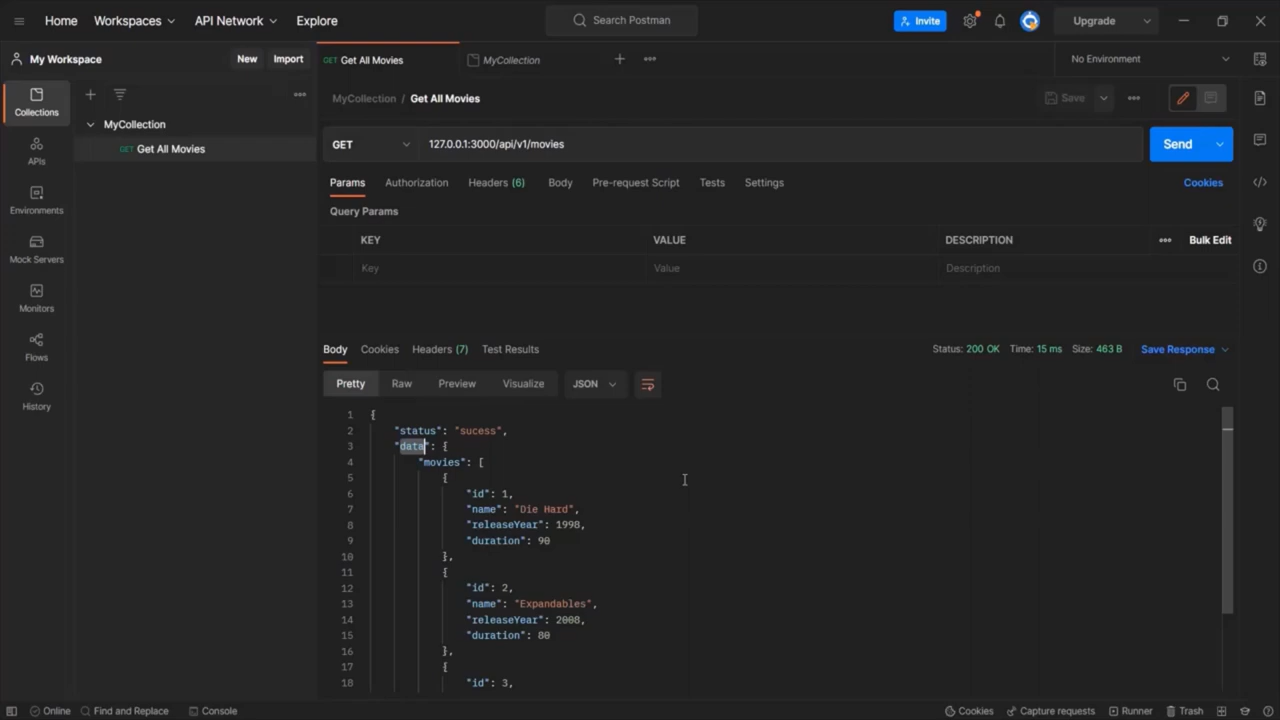 Home Workspaces API Network Explore Search Postman Invite Upgrade
My Workspace New Import GET Get All Movies MyCollection No Environment
Collections
APIs
Environments
Mock Servers
Monitors
Flows
History
MyCollection
GET Get All Movies
MyCollection / Get All Movies Save
GET 127.0.0.1:3000/api/v1/movies Send
Params Authorization Headers (6) Body Pre-request Script Tests Settings Cookies
Query Params
KEY VALUE DESCRIPTION Bulk Edit
Key Value Description
Body Cookies Headers (7) Test Results Status: 200 OK Time: 15 ms Size: 463 B Save Response
Pretty Raw Preview Visualize JSON
1 {
2 "status": "sucess",
3 "data": {
4 "movies": [
5 {
6 "id": 1,
7 "name": "Die Hard",
8 "releaseYear": 1998,
9 "duration": 90
10 },
11 {
12 "id": 2,
13 "name": "Expandables",
14 "releaseYear": 2008,
15 "duration": 80
16 },
17 {
18 "id": 3,
Online Find and Replace Console Cookies Capture requests Runner Trash